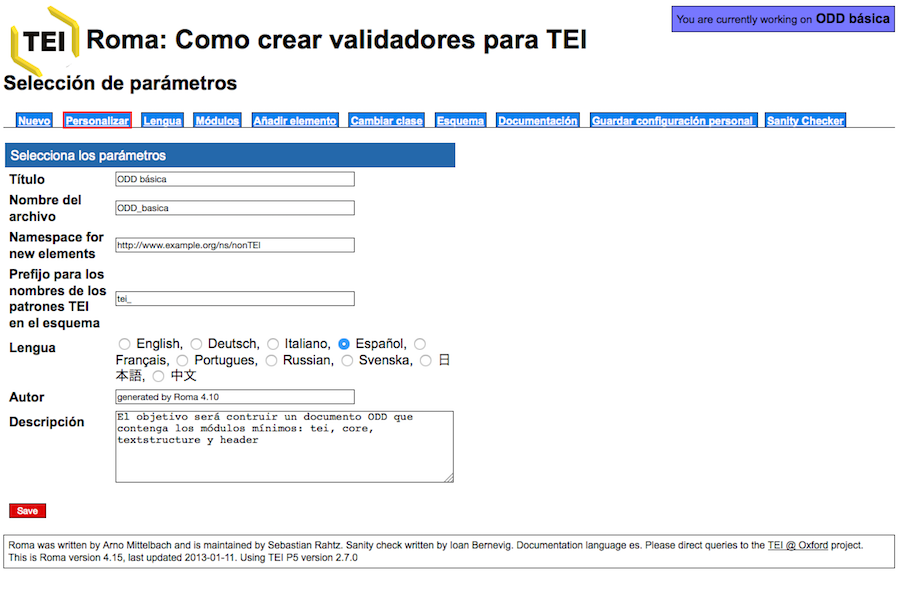 You are currently working on ODD básica
TEI Roma: Como crear validadores para TEI
Selección de parámetros
Nuevo Personalizar Lengua Módulos Añadir elemento Cambiar clase Esquema Documentación Guardar configuración personal Sanity Checker
Selecciona los parámetros
Título ODD básica
Nombre del
archivo
ODD_basica
Namespace for
new elements
http://www.example.org/ns/nonTEI
Prefijo para los
nombres de los
patrones TEI
en el esquema
tei_
Lengua English, Deutsch, Italiano, Español,
Français, Portugues, Russian, Svenska, 日
本語, 中文
Autor generated by Roma 4.10
Descripción El objetivo será contruir un documento ODD que
contenga los módulos mínimos: tei, core,
textstructure y header
Save
Roma was written by Arno Mittelbach and is maintained by Sebastian Rahtz. Sanity check written by Ioan Bernevig. Documentation language es. Please direct queries to the TEI @ Oxford project.
This is Roma version 4.15, last updated 2013-01-11. Using TEI P5 version 2.7.0